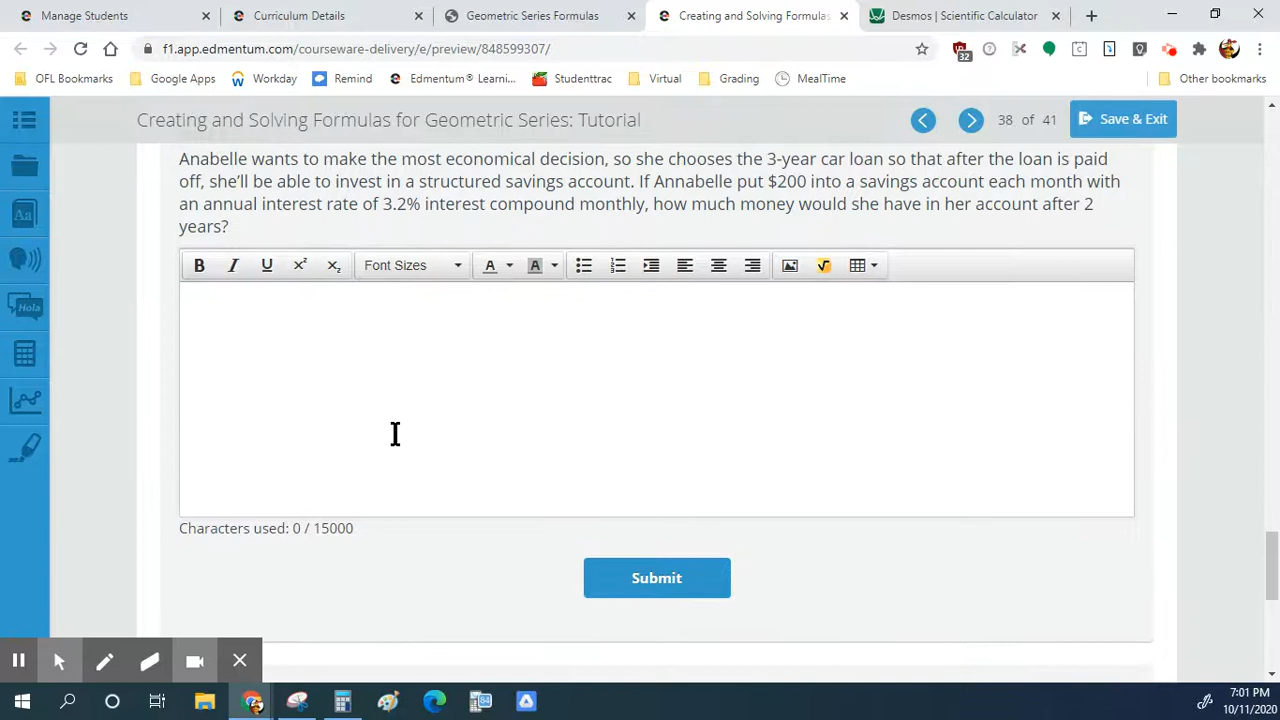 Manage Students
Curriculum Details
Geometric Series Formulas
Creating and Solving Formulas
Desmos | Scientific Calculator
f1.app.edmentum.com/courseware-delivery/e/preview/848599307/
32
OFL Bookmarks
Google Apps
Workday
Remind
Edmentum® Learni...
Studenttrac
Virtual
Grading
MealTime
Other bookmarks
Creating and Solving Formulas for Geometric Series: Tutorial
38 of 41
Save & Exit
Anabelle wants to make the most economical decision, so she chooses the 3-year car loan so that after the loan is paid
off, she'll be able to invest in a structured savings account. If Annabelle put $200 into a savings account each month with
an annual interest rate of 3.2% interest compound monthly, how much money would she have in her account after 2
years?
B I U X² X₂ Font Sizes A A
Aa
Hola
Characters used: 0 / 15000
Submit
7:01 PM
10/11/2020